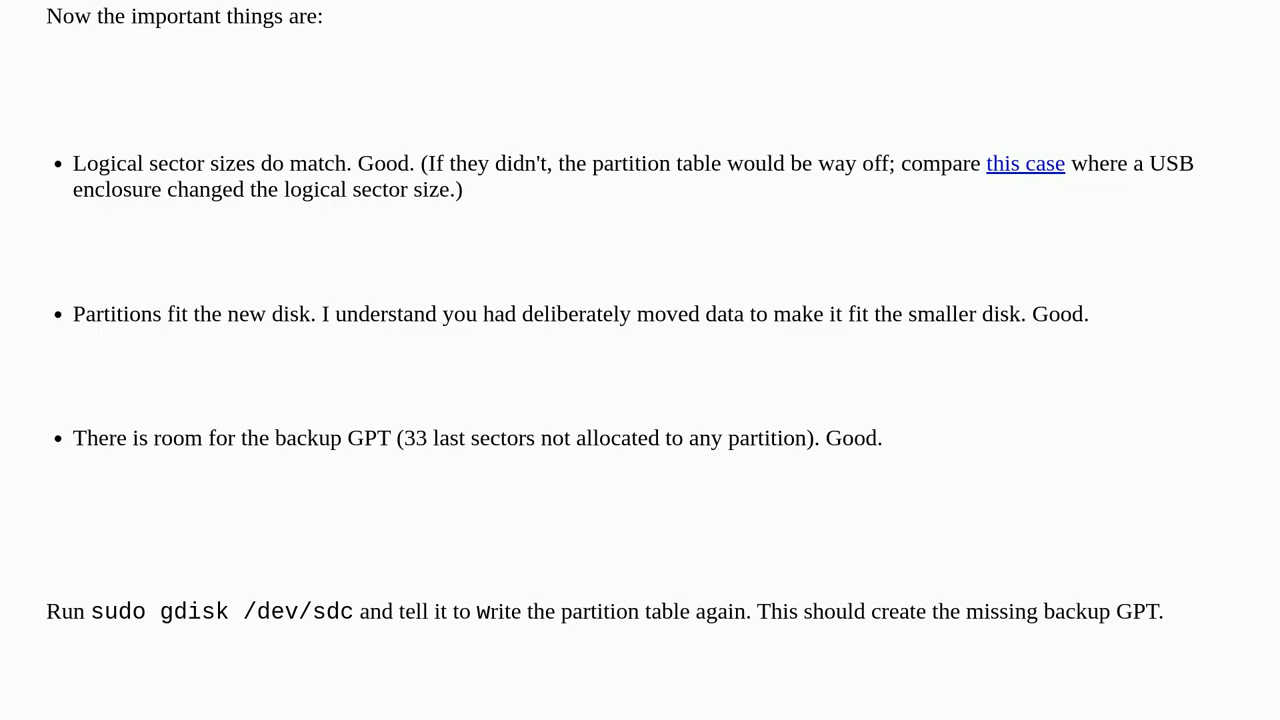 Now the important things are:
• Logical sector sizes do match. Good. (If they didn't, the partition table would be way off; compare this case where a USB
enclosure changed the logical sector size.)
• Partitions fit the new disk. I understand you had deliberately moved data to make it fit the smaller disk. Good.
• There is room for the backup GPT (33 last sectors not allocated to any partition). Good.
Run sudo gdisk /dev/sdc and tell it to write the partition table again. This should create the missing backup GPT.